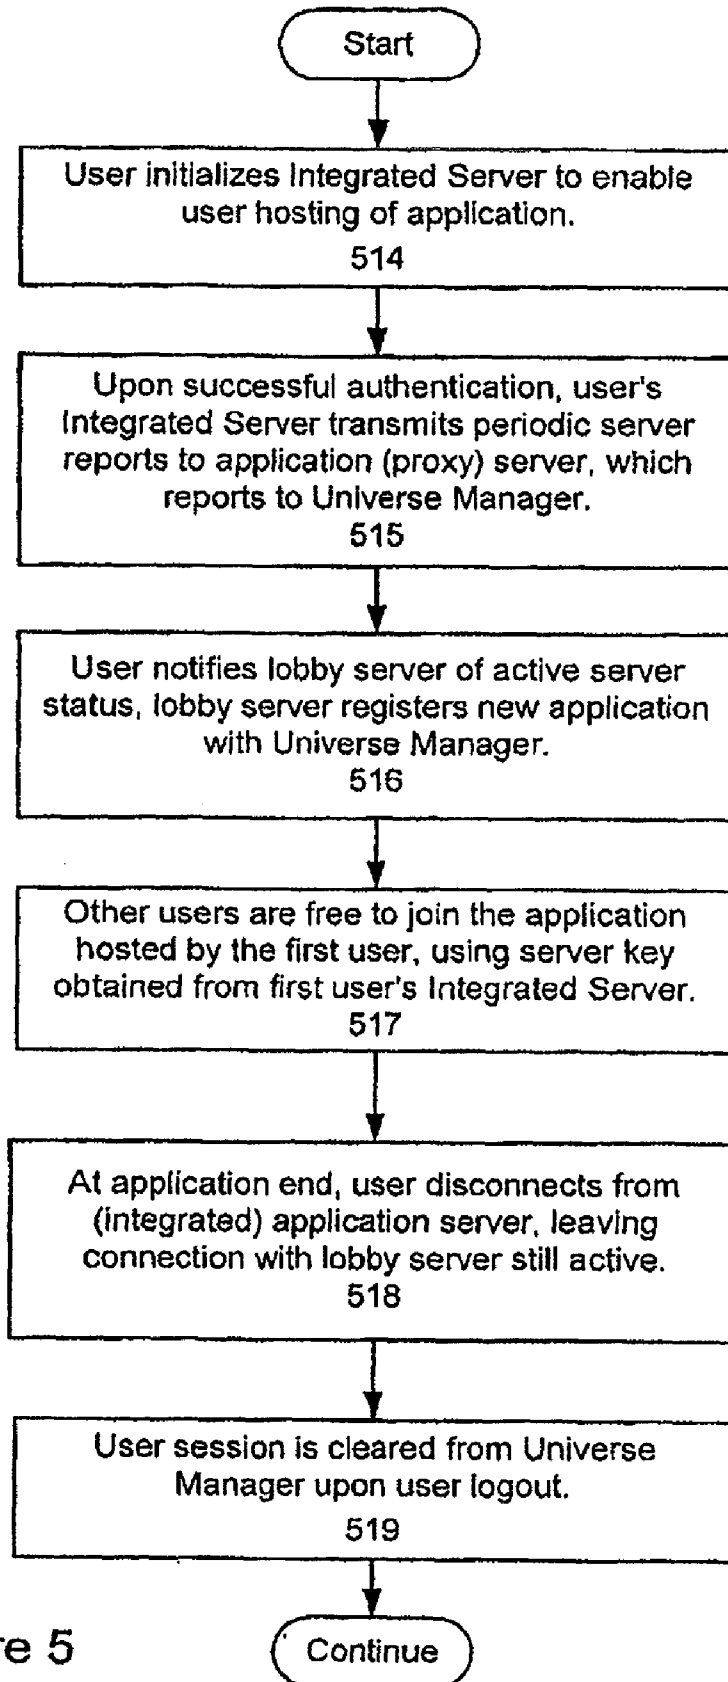 Start
User initializes Integrated Server to enable
user hosting of application.
514
Upon successful authentication, user's
Integrated Server transmits periodic server
reports to application (proxy) server, which
reports to Universe Manager.
515
User notifies lobby server of active server
status, lobby server registers new application
with Universe Manager.
516
Other users are free to join the application
hosted by the first user, using server key
obtained from first user's Integrated Server.
517
At application end, user disconnects from
(integrated) application server, leaving
connection with lobby server still active.
518
User session is cleared from Universe
Manager upon user logout.
519
re 5
Continue